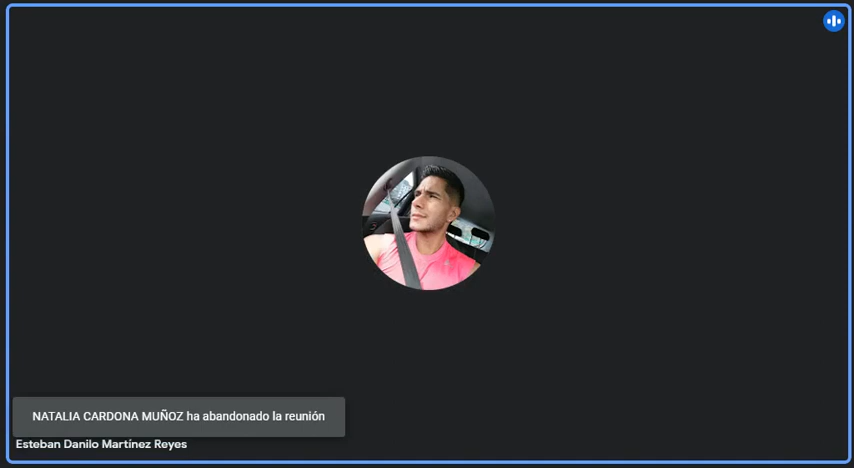 NATALIA CARDONA MUÑOZ ha abandonado la reunión
Esteban Danilo Martínez Reyes